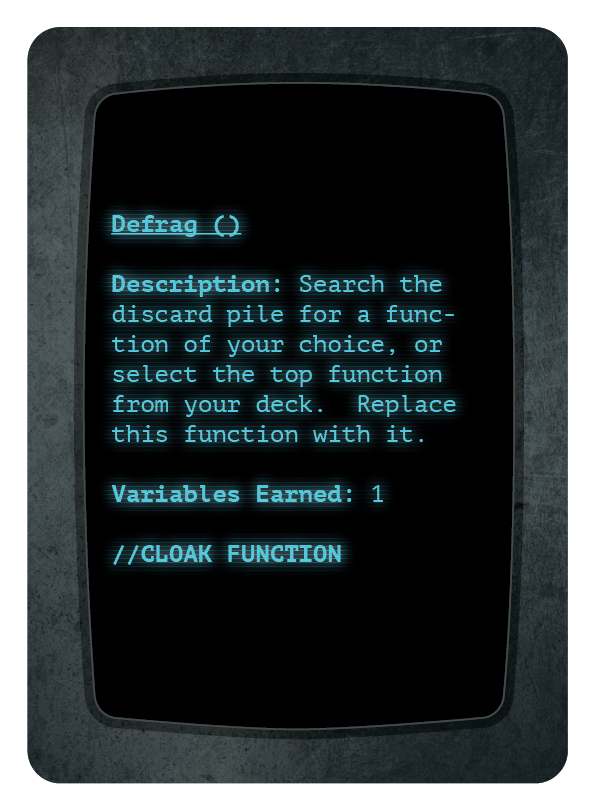 Defrag ()
Description: Search the
discard pile for a func-
tion of your choice, or
select the top function
from your deck.  Replace
this function with it.
Variables Earned: 1
//CLOAK FUNCTION